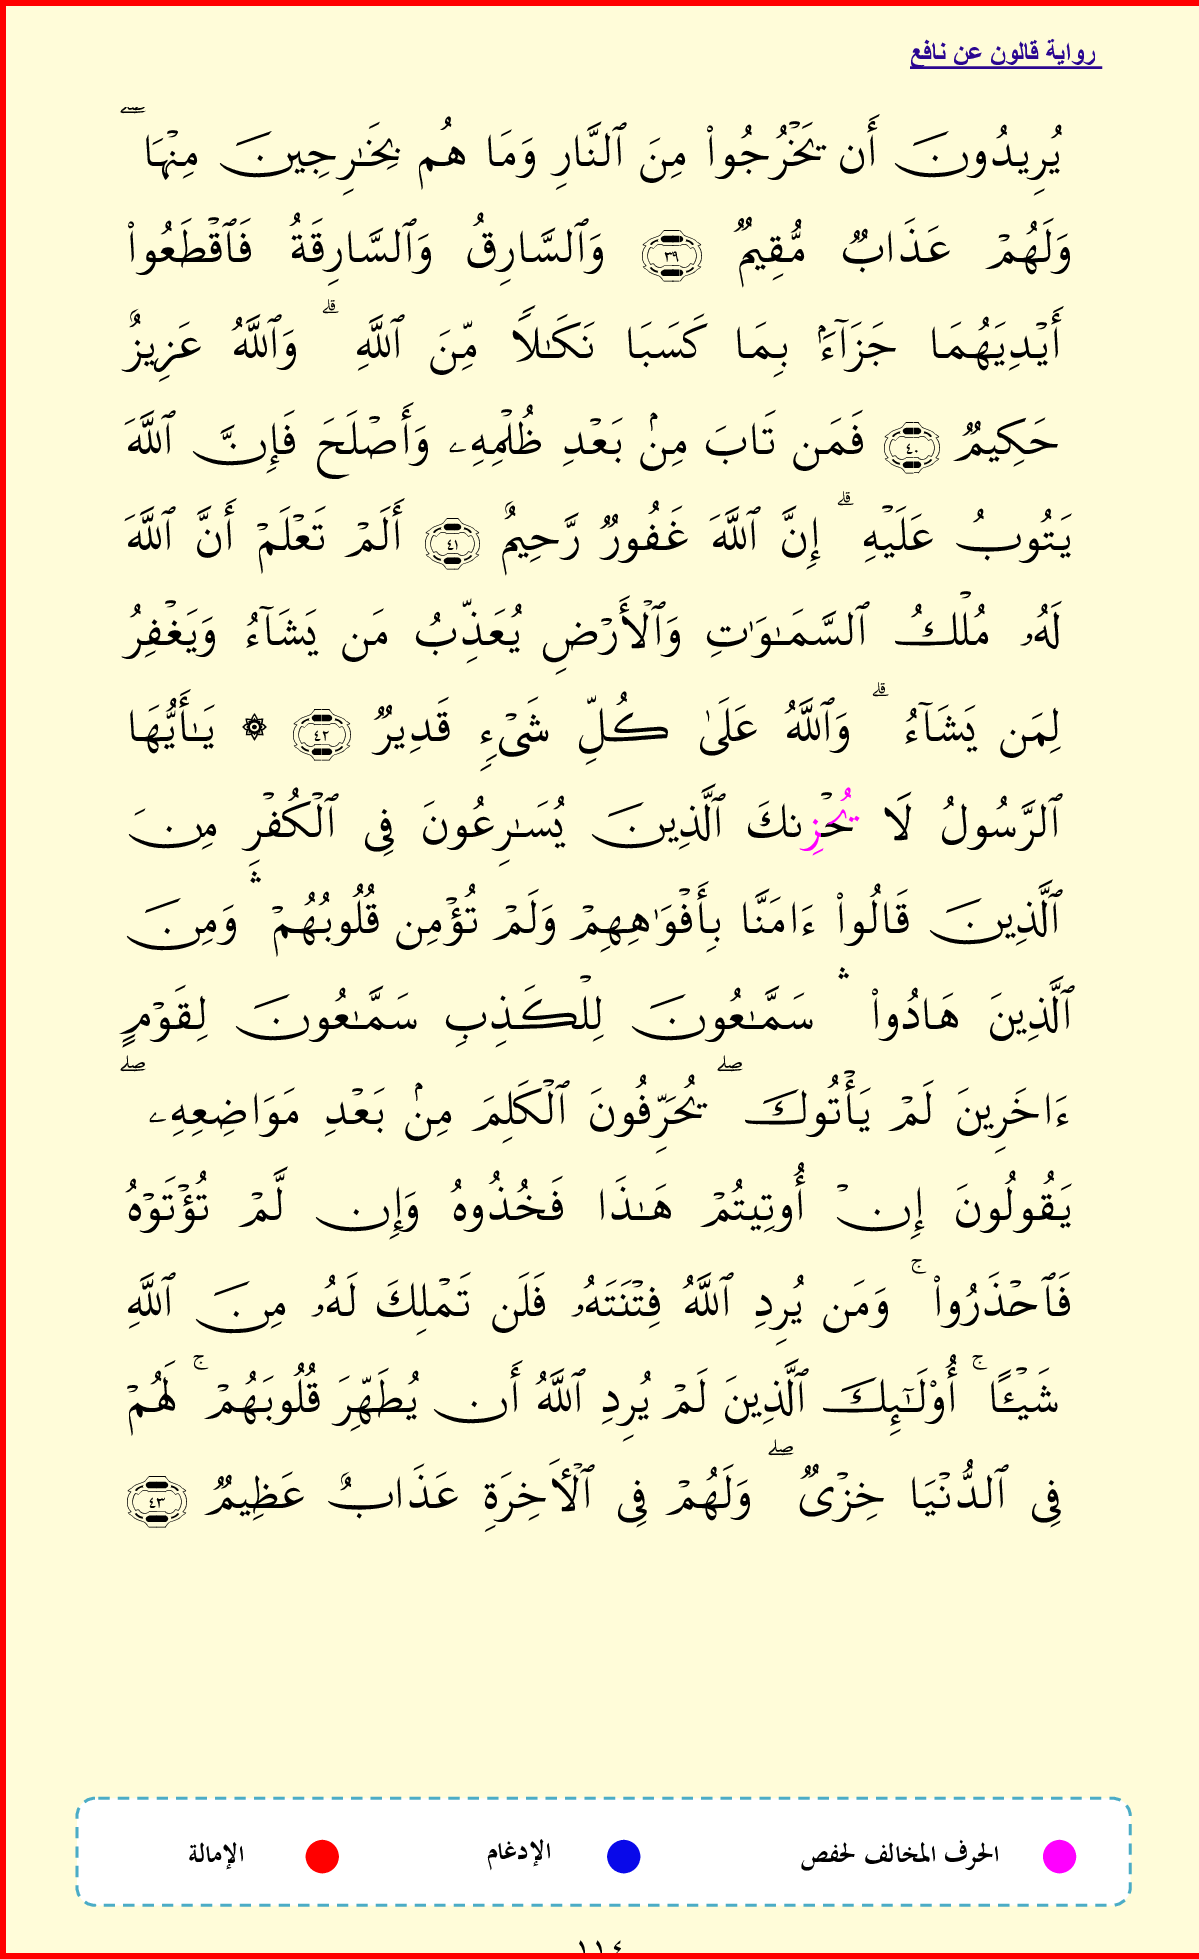 رواية قالون عن نافع
يُرِيدُونَ أَن يَخْرُجُوا۟ مِنَ ٱلنَّارِ وَمَا هُم بِخَٰرِجِينَ مِنْهَا ۖ
وَلَهُمْ عَذَابٌ مُّقِيمٌ ٣٩ وَٱلسَّارِقُ وَٱلسَّارِقَةُ فَٱقْطَعُوا۟
أَيْدِيَهُمَا جَزَآءَۢ بِمَا كَسَبَا نَكَٰلًا مِّنَ ٱللَّهِ ۗ وَٱللَّهُ عَزِيزٌ
حَكِيمٌ ٤٠ فَمَن تَابَ مِنۢ بَعْدِ ظُلْمِهِۦ وَأَصْلَحَ فَإِنَّ ٱللَّهَ
يَتُوبُ عَلَيْهِ ۗ إِنَّ ٱللَّهَ غَفُورٌ رَّحِيمٌ ٤١ أَلَمْ تَعْلَمْ أَنَّ ٱللَّهَ
لَهُۥ مُلْكُ ٱلسَّمَٰوَٰتِ وَٱلْأَرْضِ يُعَذِّبُ مَن يَشَآءُ وَيَغْفِرُ
لِمَن يَشَآءُ ۗ وَٱللَّهُ عَلَىٰ كُلِّ شَىْءٍ قَدِيرٌ ٤٢ ۞ يَٰأَيُّهَا
ٱلرَّسُولُ لَا يُحْزِنكَ ٱلَّذِينَ يُسَٰرِعُونَ فِى ٱلْكُفْرِ مِنَ
ٱلَّذِينَ قَالُوا۟ ءَامَنَّا بِأَفْوَٰهِهِمْ وَلَمْ تُؤْمِن قُلُوبُهُمْ ۛ وَمِنَ
ٱلَّذِينَ هَادُوا۟ ۛ سَمَّٰعُونَ لِلْكَذِبِ سَمَّٰعُونَ لِقَوْمٍ
ءَاخَرِينَ لَمْ يَأْتُوكَ ۖ يُحَرِّفُونَ ٱلْكَلِمَ مِنۢ بَعْدِ مَوَاضِعِهِۦ ۖ
يَقُولُونَ إِنْ أُوتِيتُمْ هَٰذَا فَخُذُوهُ وَإِن لَّمْ تُؤْتَوْهُ
فَٱحْذَرُوا۟ ۚ وَمَن يُرِدِ ٱللَّهُ فِتْنَتَهُۥ فَلَن تَمْلِكَ لَهُۥ مِنَ ٱللَّهِ
شَيْـًٔا ۚ أُو۟لَٰٓئِكَ ٱلَّذِينَ لَمْ يُرِدِ ٱللَّهُ أَن يُطَهِّرَ قُلُوبَهُمْ ۚ لَهُمْ
فِى ٱلدُّنْيَا خِزْىٌ ۖ وَلَهُمْ فِى ٱلْأَخِرَةِ عَذَابٌ عَظِيمٌ ٤٣
الحرف المخالف لحفص الإدغام الإمالة
١١٤